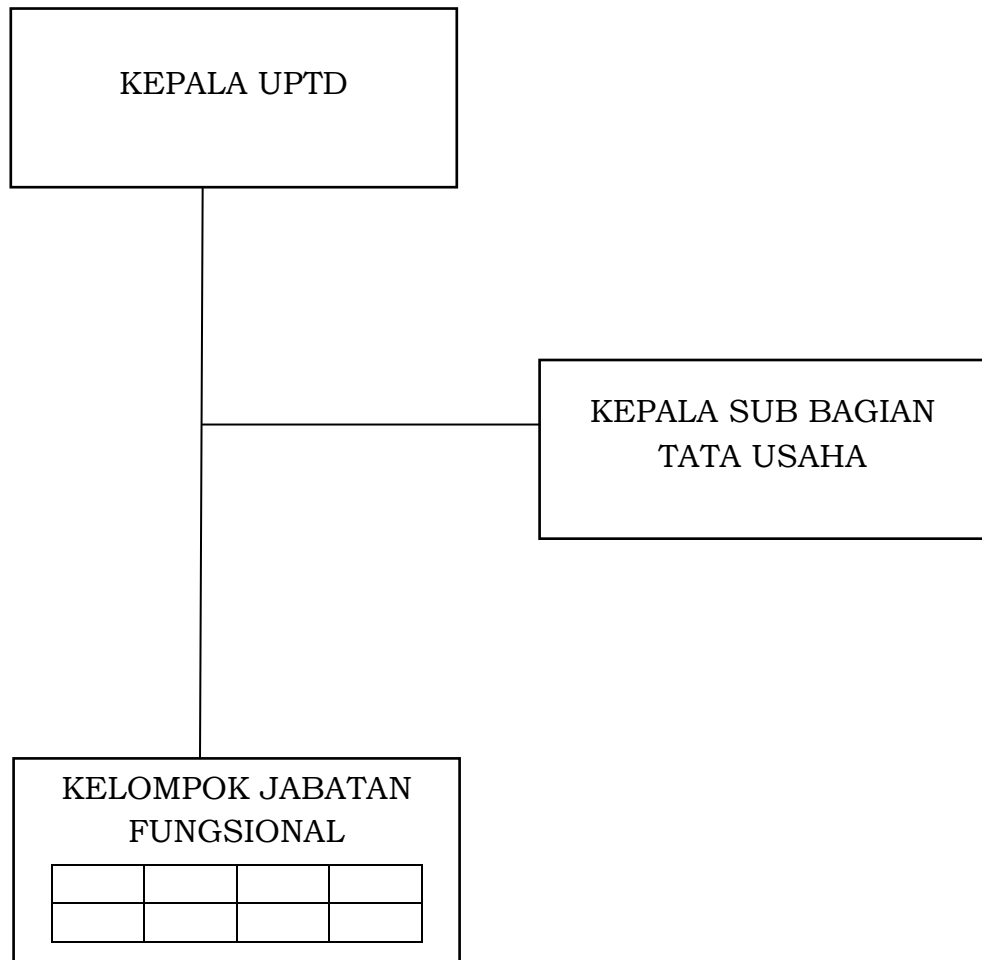 KEPALA UPTD
KEPALA SUB BAGIAN
TATA USAHA
KELOMPOK JABATAN
FUNGSIONAL